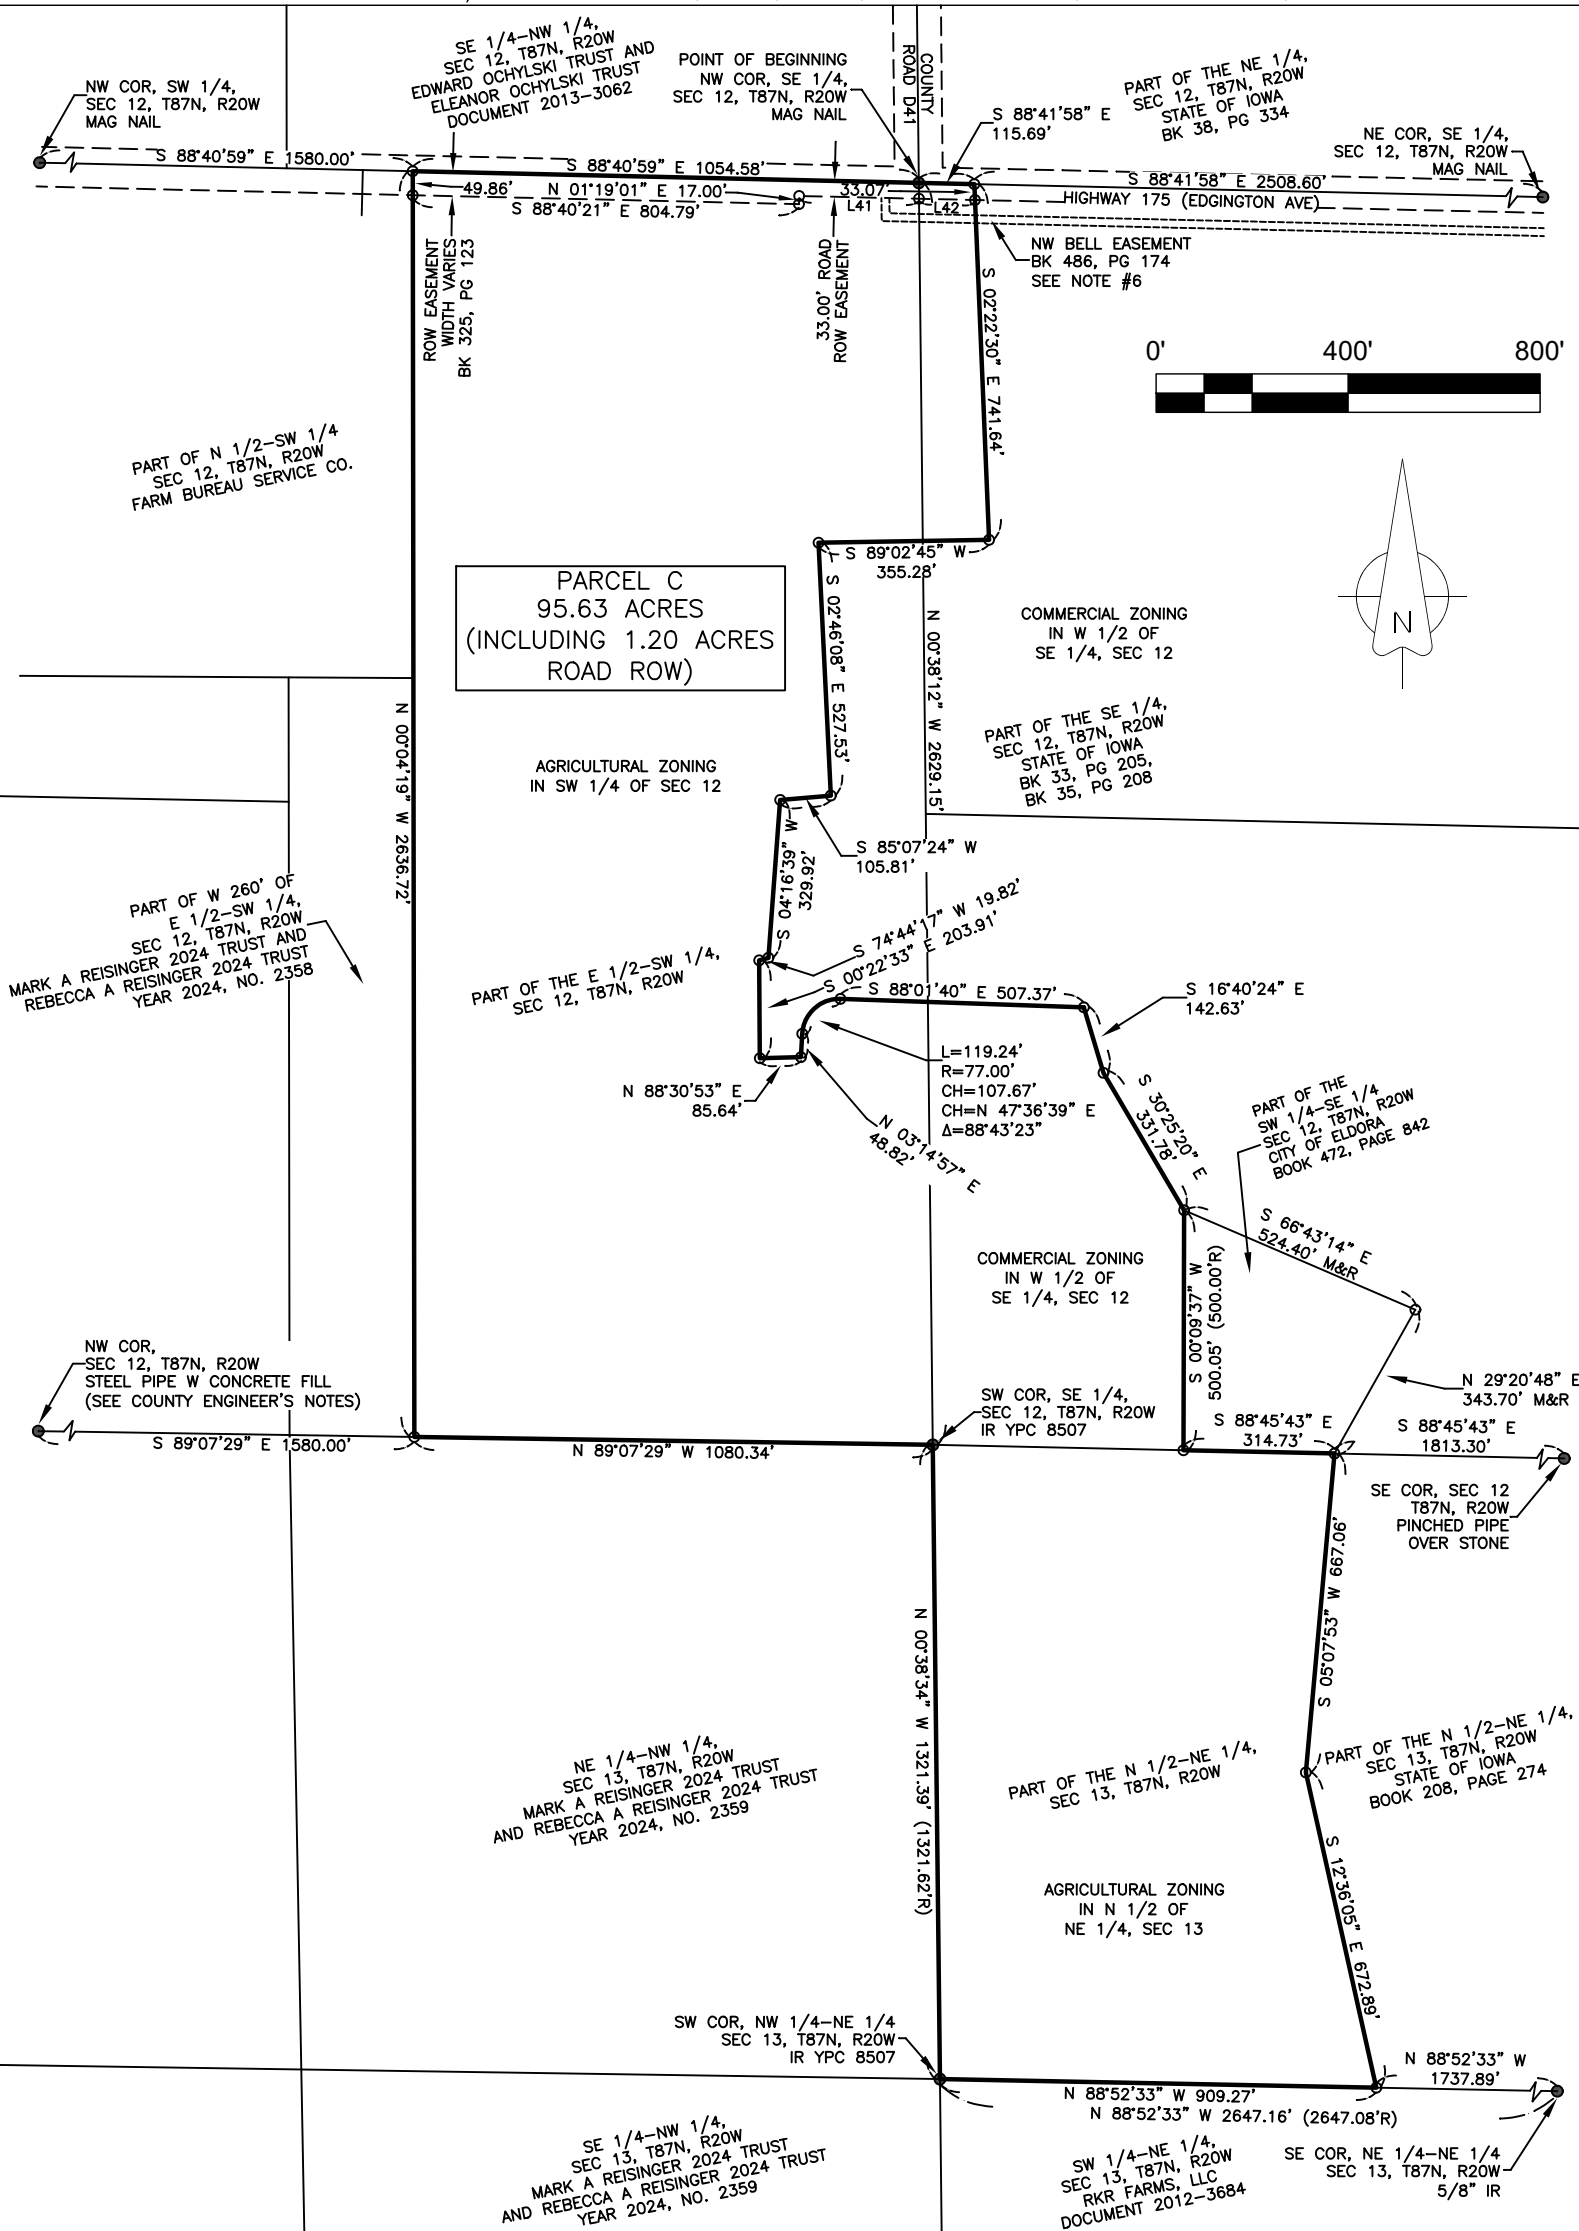 SE 1/4-NW 1/4,
SEC 12, T87N, R20W
EDWARD OCHYLSKI TRUST AND
ELEANOR OCHYLSKI TRUST
DOCUMENT 2013-3062
POINT OF BEGINNING
NW COR, SE 1/4,
SEC 12, T87N, R20W
MAG NAIL
COUNTY
ROAD D41
PART OF THE NE 1/4,
SEC 12, T87N, R20W
STATE OF IOWA
BK 38, PG 334
NW COR, SW 1/4,
SEC 12, T87N, R20W
MAG NAIL
S 88°41'58" E
115.69'
NE COR, SE 1/4,
SEC 12, T87N, R20W
MAG NAIL
S 88°40'59" E 1580.00'
S 88°40'59" E 1054.58'
S 88°41'58" E 2508.60'
49.86'
N 01°19'01" E 17.00'
33.07'
S 88°40'21" E 804.79'
L41
L42
HIGHWAY 175 (EDGINGTON AVE)
ROW EASEMENT
WIDTH VARIES
BK 325, PG 123
33.00' ROAD
ROW EASEMENT
NW BELL EASEMENT
BK 486, PG 174
SEE NOTE #6
S 02°22'30" E 741.64'
0'
400'
800'
PART OF N 1/2-SW 1/4
SEC 12, T87N, R20W
FARM BUREAU SERVICE CO.
S 89°02'45" W
355.28'
PARCEL C
95.63 ACRES
(INCLUDING 1.20 ACRES
ROAD ROW)
S 02°46'08" E 527.53'
N 00°38'12" W 2629.15'
COMMERCIAL ZONING
IN W 1/2 OF
SE 1/4, SEC 12
N
N 00°04'19" W 2636.72'
AGRICULTURAL ZONING
IN SW 1/4 OF SEC 12
PART OF THE SE 1/4,
SEC 12, T87N, R20W
STATE OF IOWA
BK 33, PG 205,
BK 35, PG 208
S 85°07'24" W
105.81'
S 04°16'39" W
329.92'
PART OF W 260' OF
E 1/2-SW 1/4,
SEC 12, T87N, R20W
MARK A REISINGER 2024 TRUST AND
REBECCA A REISINGER 2024 TRUST
YEAR 2024, NO. 2358
PART OF THE E 1/2-SW 1/4,
SEC 12, T87N, R20W
S 74°44'17" W 19.82'
S 00°22'33" E 203.91'
S 88°01'40" E 507.37'
S 16°40'24" E
142.63'
L=119.24'
R=77.00'
CH=107.67'
CH=N 47°36'39" E
Δ=88°43'23"
N 88°30'53" E
85.64'
N 03°14'57" E
48.82'
S 30°25'20" E
331.78'
PART OF THE
SW 1/4-SE 1/4
SEC 12, T87N, R20W
CITY OF ELDORA
BOOK 472, PAGE 842
S 66°43'14" E
524.40' M&R
COMMERCIAL ZONING
IN W 1/2 OF
SE 1/4, SEC 12
S 00°09'37" W
500.05' (500.00'R)
NW COR,
SEC 12, T87N, R20W
STEEL PIPE W CONCRETE FILL
(SEE COUNTY ENGINEER'S NOTES)
N 29°20'48" E
343.70' M&R
SW COR, SE 1/4,
SEC 12, T87N, R20W
IR YPC 8507
S 88°45'43" E
314.73'
S 88°45'43" E
1813.30'
S 89°07'29" E 1580.00'
N 89°07'29" W 1080.34'
SE COR, SEC 12
T87N, R20W
PINCHED PIPE
OVER STONE
S 05°07'53" W 667.06'
N 00°38'34" W 1321.39' (1321.62'R)
NE 1/4-NW 1/4,
SEC 13, T87N, R20W
MARK A REISINGER 2024 TRUST
AND REBECCA A REISINGER 2024 TRUST
YEAR 2024, NO. 2359
PART OF THE N 1/2-NE 1/4,
SEC 13, T87N, R20W
PART OF THE N 1/2-NE 1/4,
SEC 13, T87N, R20W
STATE OF IOWA
BOOK 208, PAGE 274
S 12°36'05" E 672.89'
AGRICULTURAL ZONING
IN N 1/2 OF
NE 1/4, SEC 13
SW COR, NW 1/4-NE 1/4
SEC 13, T87N, R20W
IR YPC 8507
N 88°52'33" W
1737.89'
N 88°52'33" W 909.27'
N 88°52'33" W 2647.16' (2647.08'R)
SE 1/4-NW 1/4,
SEC 13, T87N, R20W
MARK A REISINGER 2024 TRUST
AND REBECCA A REISINGER 2024 TRUST
YEAR 2024, NO. 2359
SW 1/4-NE 1/4,
SEC 13, T87N, R20W
RKR FARMS, LLC
DOCUMENT 2012-3684
SE COR, NE 1/4-NE 1/4
SEC 13, T87N, R20W
5/8" IR